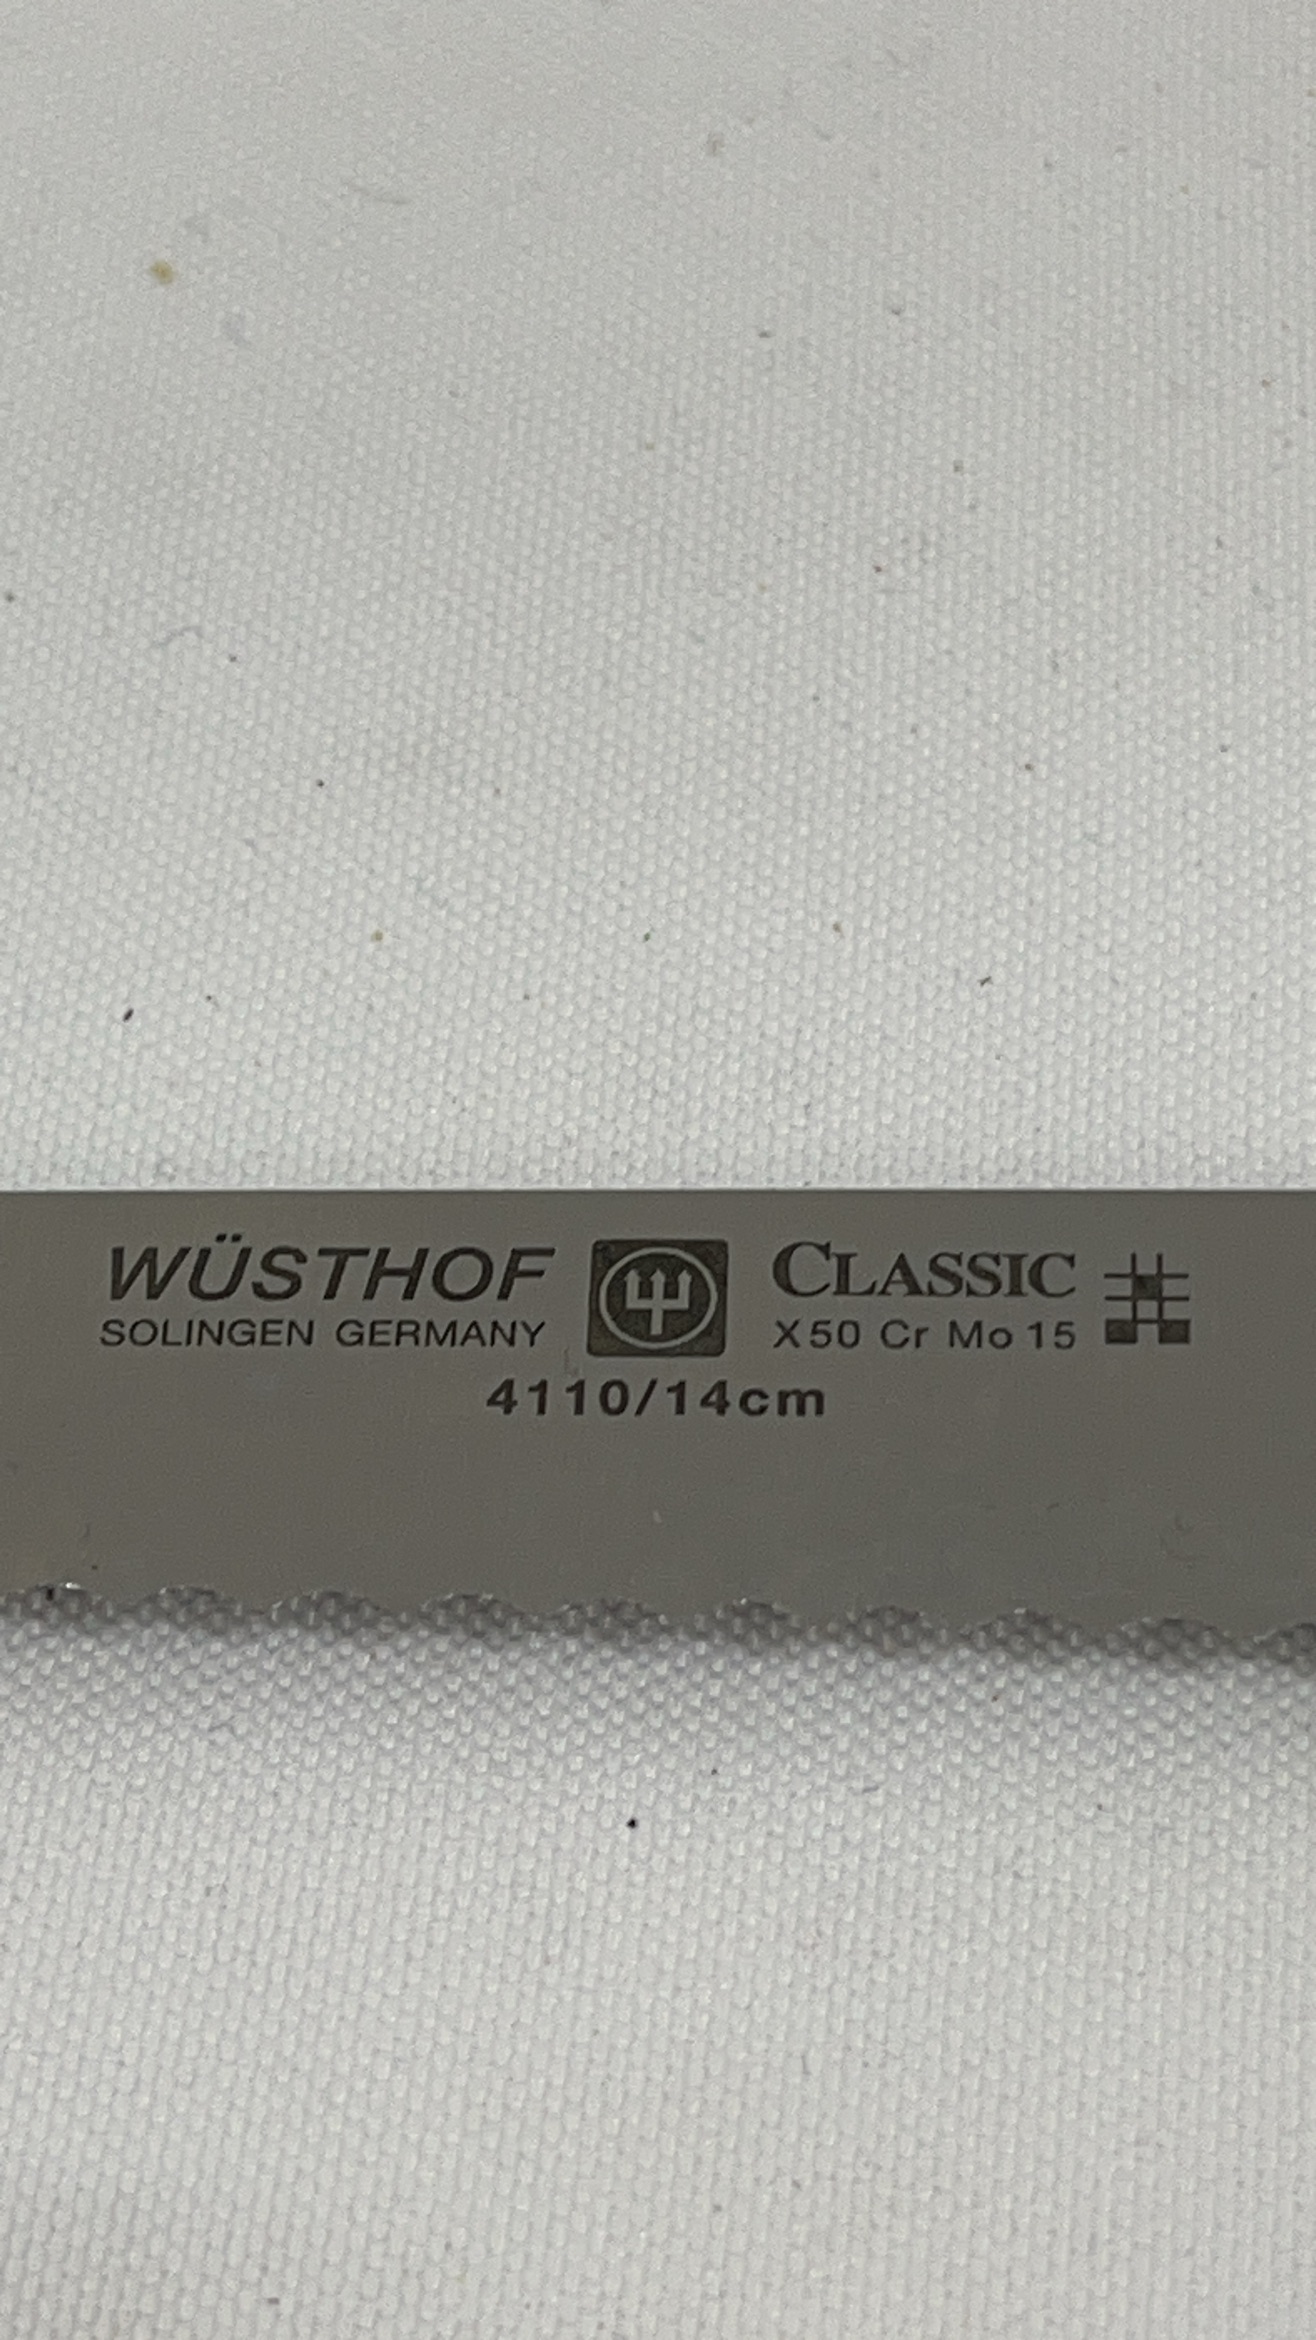 WÜSTHOF CLASSIC
SOLINGEN GERMANY X50 Cr Mo 15
4110/14cm